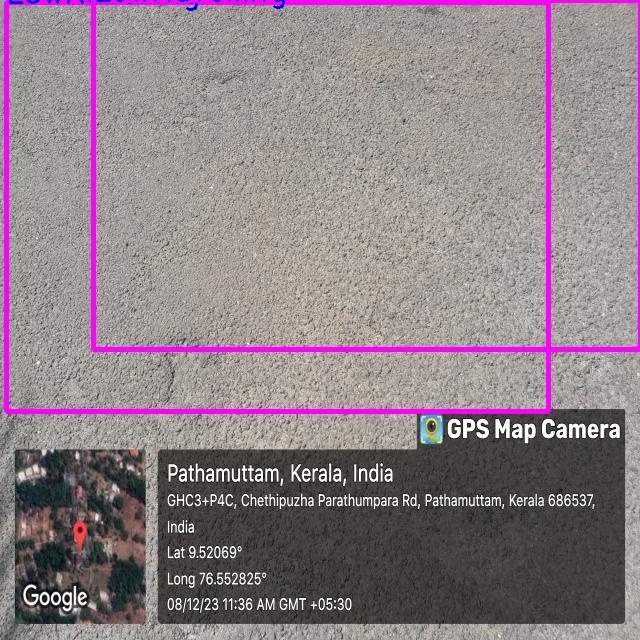 GPS Map Camera
Pathamuttam, Kerala, India
GHC3+P4C, Chethipuzha Parathumpara Rd, Pathamuttam, Kerala 686537,
India
Lat 9.52069°
Long 76.552825°
08/12/23 11:36 AM GMT +05:30
Google